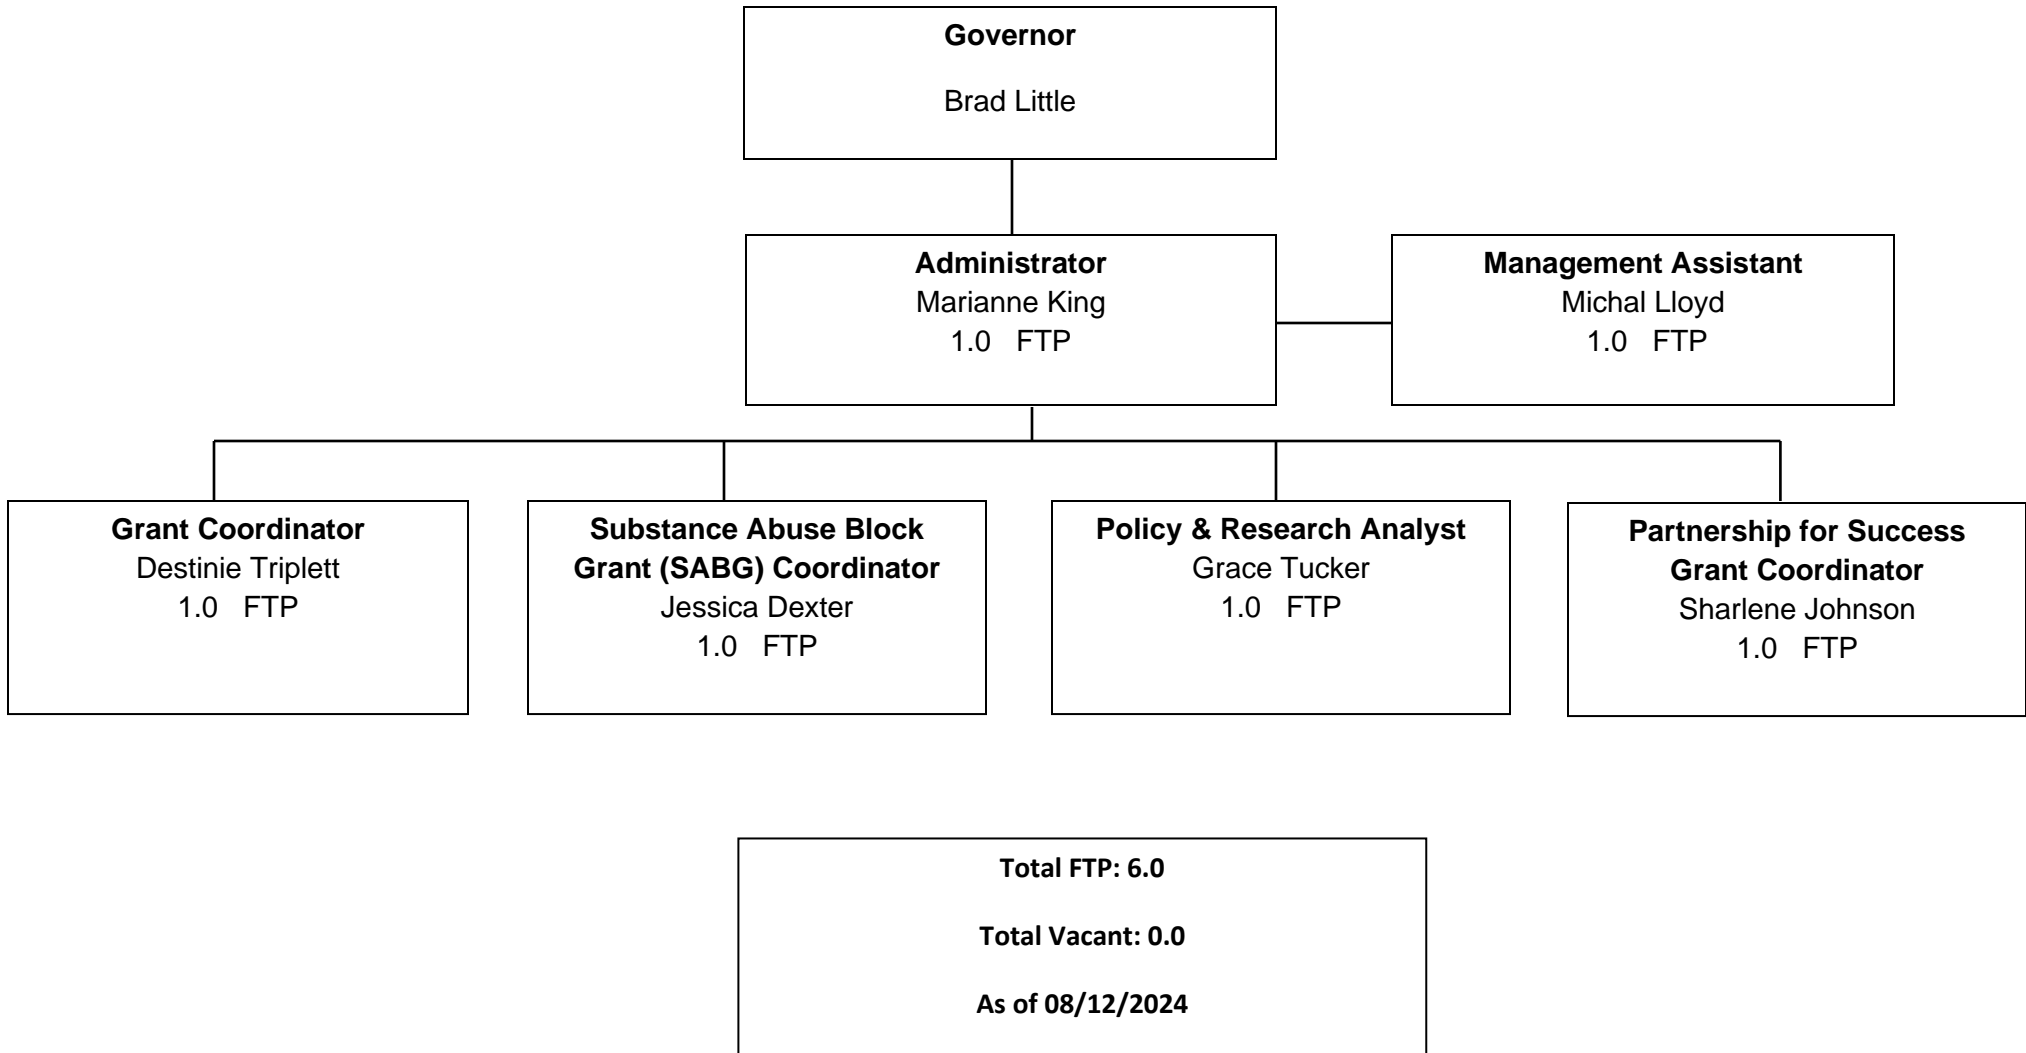 Governor
Brad Little
Administrator
Marianne King
1.0 FTP
Management Assistant
Michal Lloyd
1.0 FTP
Grant Coordinator
Destinie Triplett
1.0 FTP
Substance Abuse Block
Grant (SABG) Coordinator
Jessica Dexter
1.0 FTP
Policy & Research Analyst
Grace Tucker
1.0 FTP
Partnership for Success
Grant Coordinator
Sharlene Johnson
1.0 FTP
Total FTP: 6.0
Total Vacant: 0.0
As of 08/12/2024